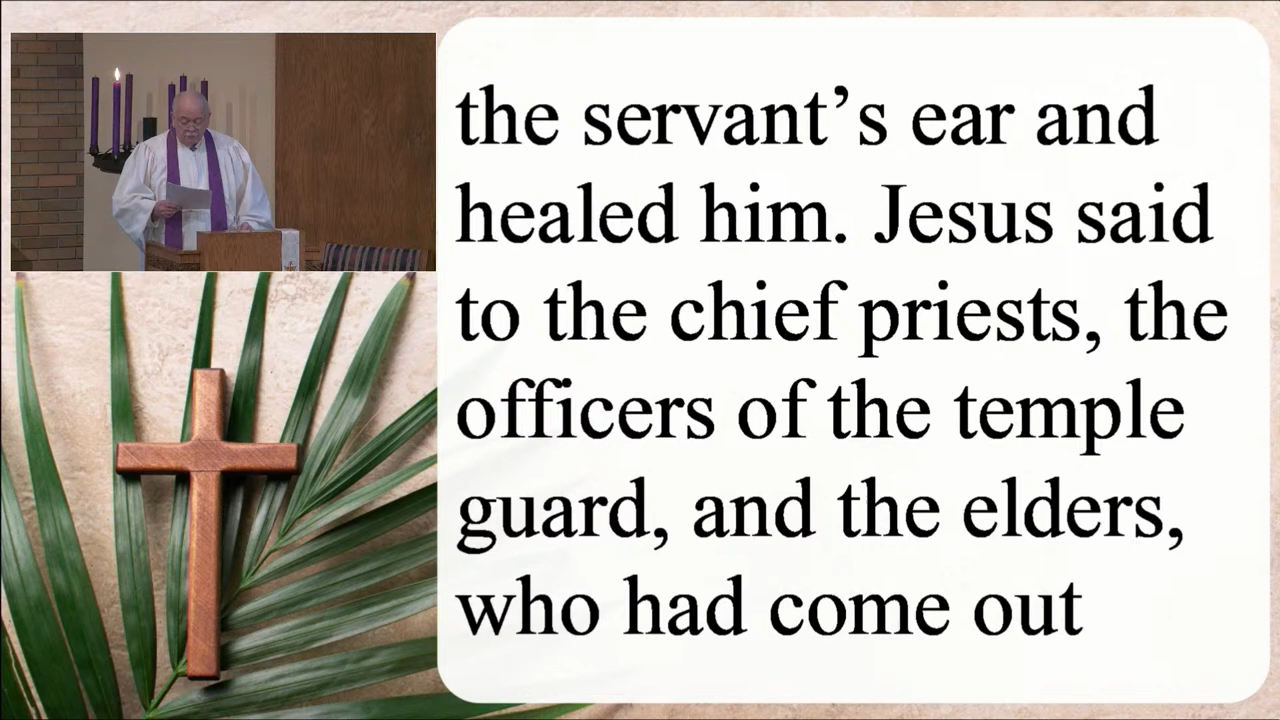 the servant’s ear and
healed him. Jesus said
to the chief priests, the
officers of the temple
guard, and the elders,
who had come out